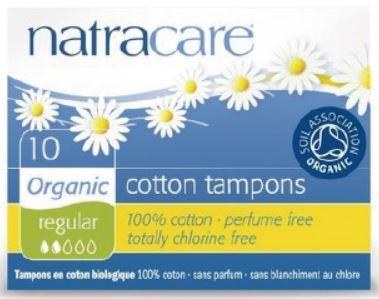 natracare
SOIL ASSOCIATION
ORGANIC
10
Organic cotton tampons
regular
100% cotton · perfume free
totally chlorine free
Tampons en coton biologique 100% coton · sans parfum · sans blanchiment au chlore